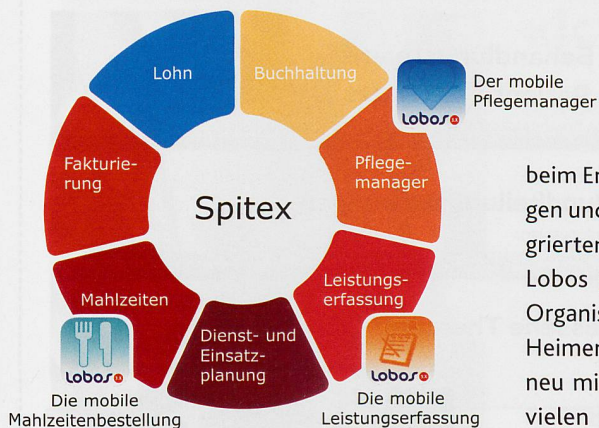 Lohn
Buchhaltung
Lobos
Der mobile
Pflegemanager
Fakturie-
rung
Pflege-
manager
Spitex
Mahlzeiten
Leistungs-
erfassung
Dienst- und
Einsatz-
planung
Lobos
Lobos
Die mobile
Mahlzeitenbestellung
Die mobile
Leistungserfassung
beim En
gen und
grierten
Lobos
Organis
Heimen
neu mi
vielen